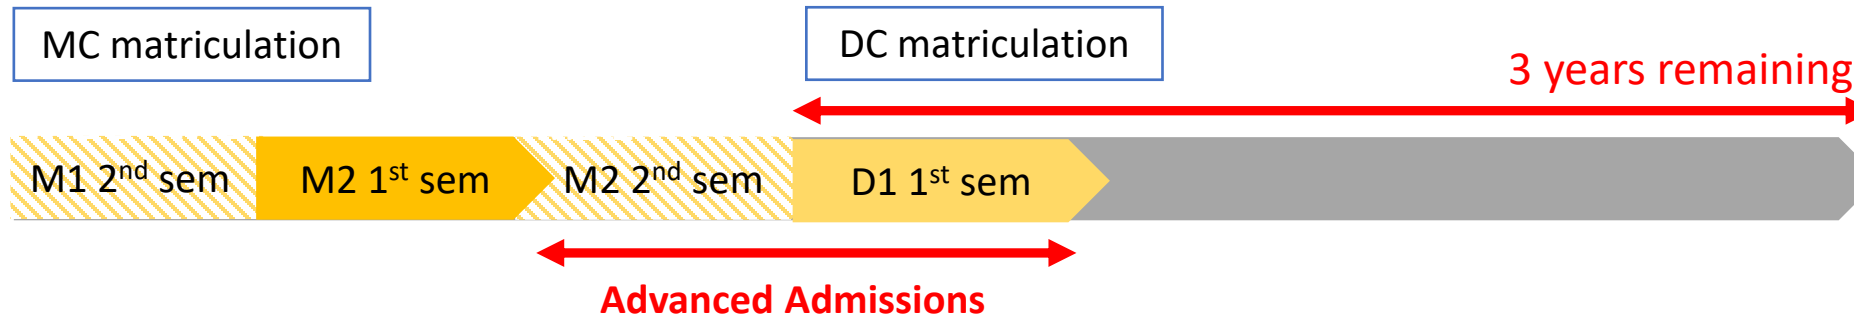 MC matriculation
DC matriculation
3 years remaining
M1 2nd sem
M2 1st sem
M2 2nd sem
D1 1st sem
Advanced Admissions